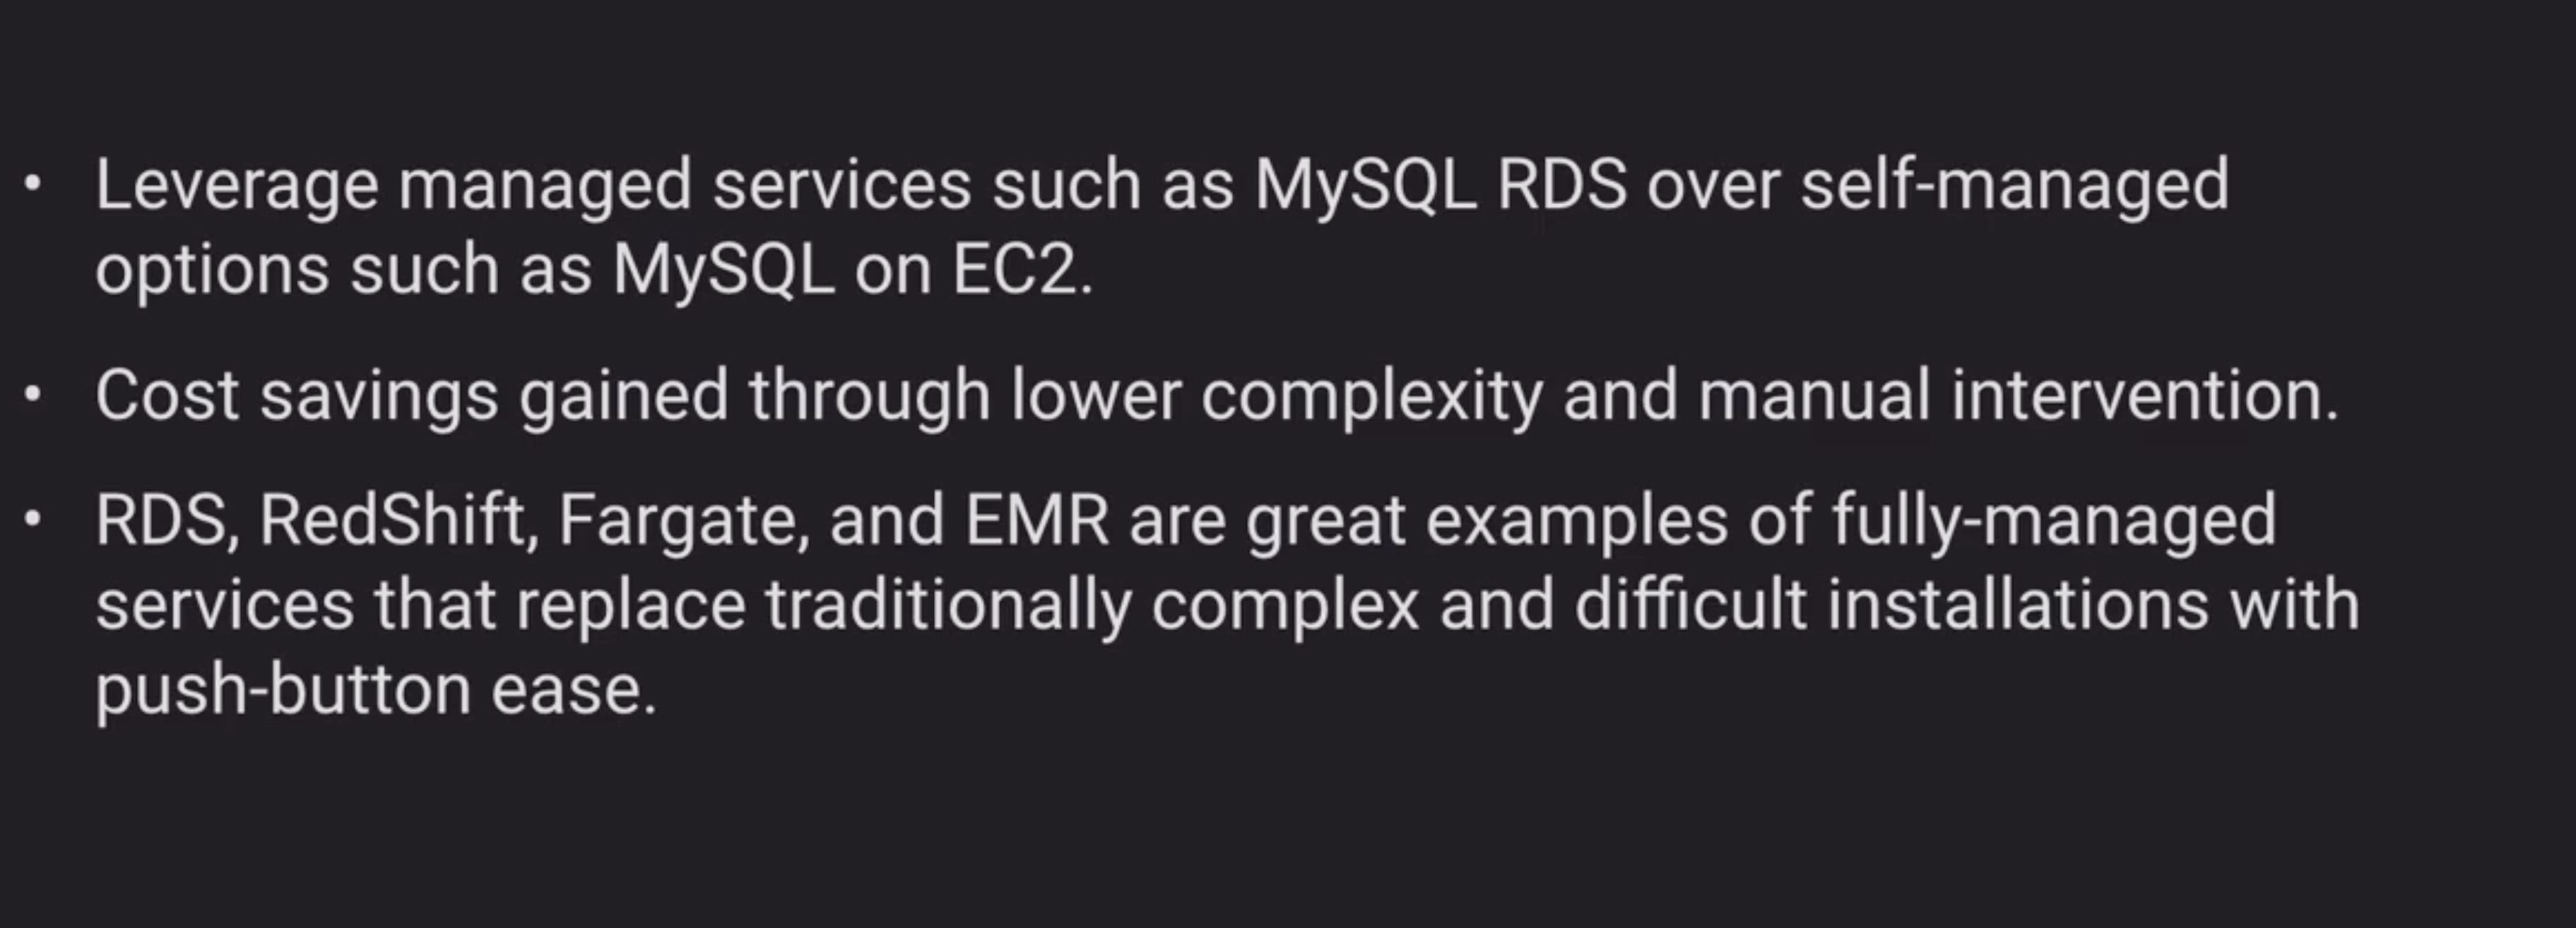 • Leverage managed services such as MySQL RDS over self-managed
options such as MySQL on EC2.
• Cost savings gained through lower complexity and manual intervention.
• RDS, RedShift, Fargate, and EMR are great examples of fully-managed
services that replace traditionally complex and difficult installations with
push-button ease.